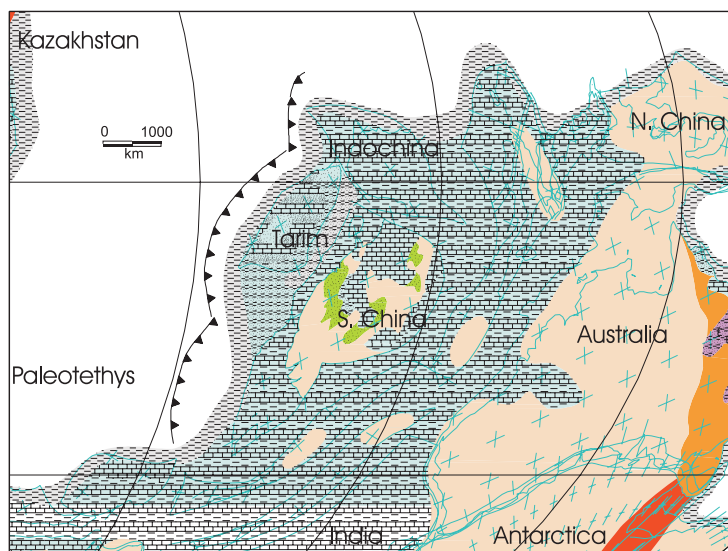 Kazakhstan
N. China
0 1000
km
Indochina
Tarim
S. China
Australia
Paleotethys
India
Antarctica